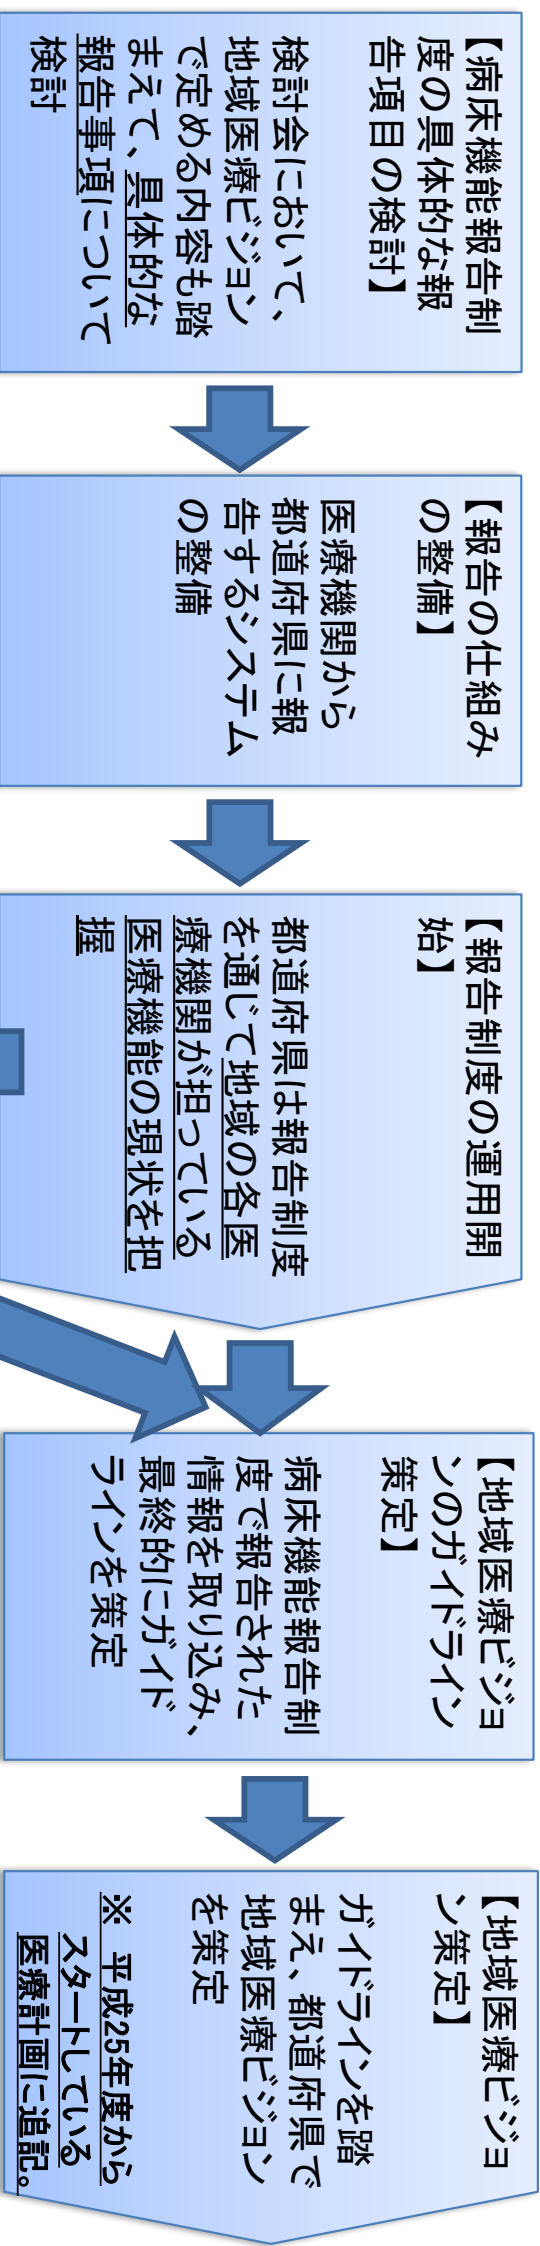 【病床機能報告制
度の具体的な報
告項目の検討】
検討会において、
地域医療ビジョン
で定める内容も踏
まえて、具体的な
報告事項について
検討
【報告の仕組み
の整備】
医療機関から
都道府県に報
告するシステム
の整備
【報告制度の運用開
始】
都道府県は報告制度
を通じて地域の各医
療機関が担っている
医療機能の現状を把
握
【地域医療ビジョ
ンのガイドライン
策定】
病床機能報告制
度で報告された
情報を取り込み、
最終的にガイド
ラインを策定
【地域医療ビジョ
ン策定】
ガイドラインを踏
まえ、都道府県で
地域医療ビジョン
を策定
※ 平成25年度から
スタートしている
医療計画に追記。